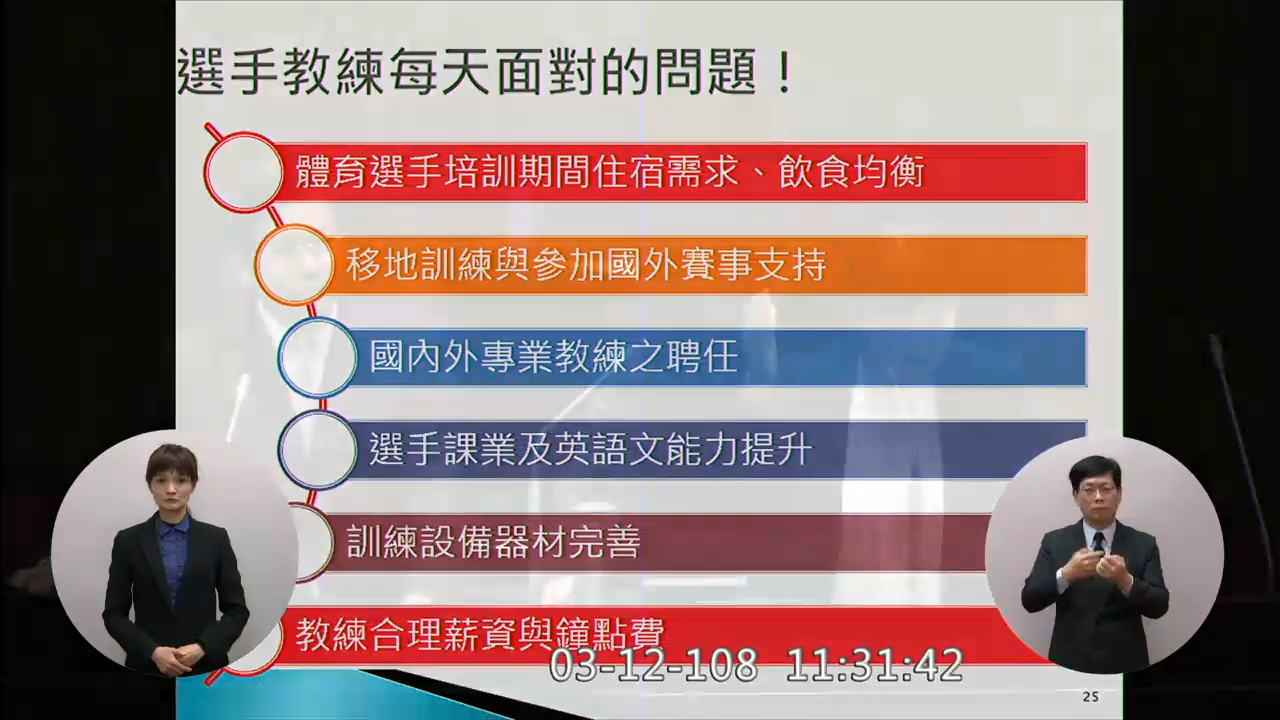 選手教練每天面對的問題！
體育選手培訓期間住宿需求、飲食均衡
移地訓練與參加國外賽事支持
國內外專業教練之聘任
選手課業及英語文能力提升
訓練設備器材完善
教練合理薪資與鐘點費
03-12-108 11:31:42
25